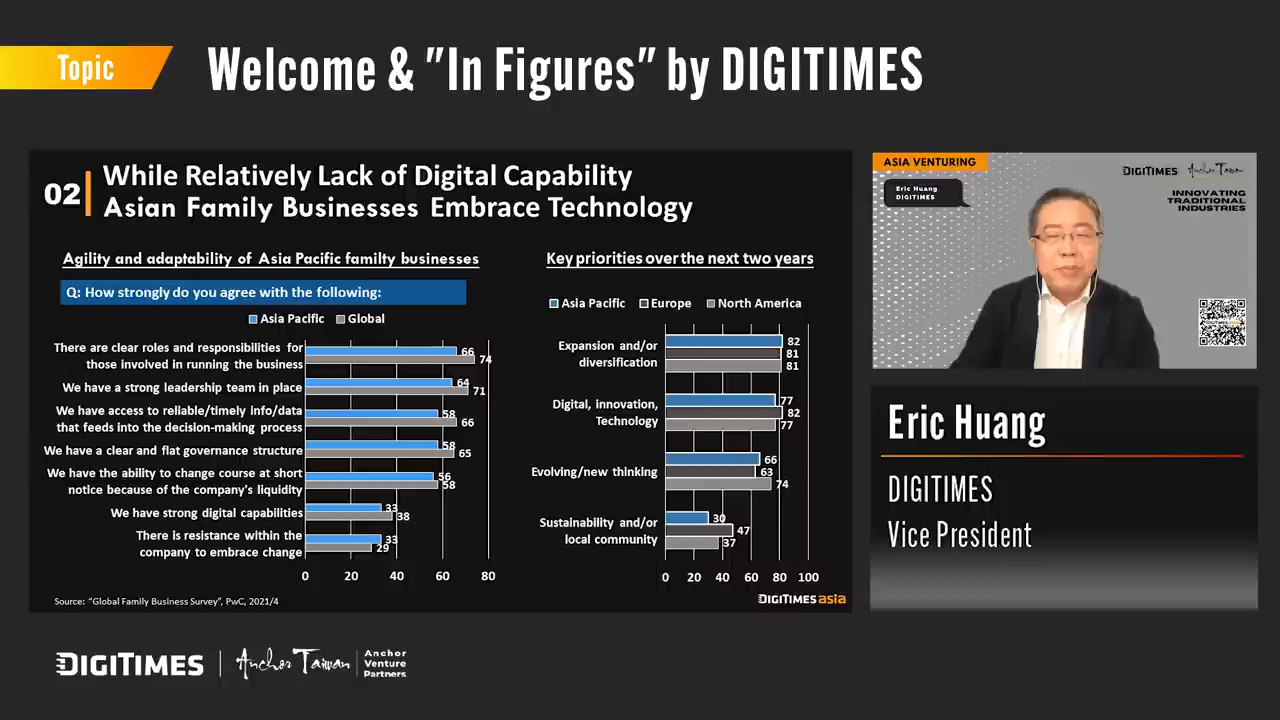 Topic
Welcome & "In Figures" by DIGITIMES
02
While Relatively Lack of Digital Capability
Asian Family Businesses Embrace Technology
Agility and adaptability of Asia Pacific family businesses
Q: How strongly do you agree with the following:
Asia Pacific Global
There are clear roles and responsibilities for
those involved in running the business
66
74
We have a strong leadership team in place
64
71
We have access to reliable/timely info/data
that feeds into the decision-making process
58
66
We have a clear and flat governance structure
58
65
We have the ability to change course at short
notice because of the company's liquidity
56
58
We have strong digital capabilities
33
38
There is resistance within the
company to embrace change
33
29
0 20 40 60 80
Source: "Global Family Business Survey", PwC, 2021/4
Key priorities over the next two years
Asia Pacific Europe North America
Expansion and/or
diversification
82
81
81
Digital, innovation,
Technology
77
82
77
Evolving/new thinking
66
63
74
Sustainability and/or
local community
30
47
37
0 20 40 60 80 100
DIGITIMES asia
ASIA VENTURING
Eric Huang
DIGITIMES
DIGITIMES Anchor Taiwan
INNOVATING
TRADITIONAL
INDUSTRIES
Eric Huang
DIGITIMES
Vice President
DIGITIMES | Anchor Taiwan | Anchor
Venture
Partners